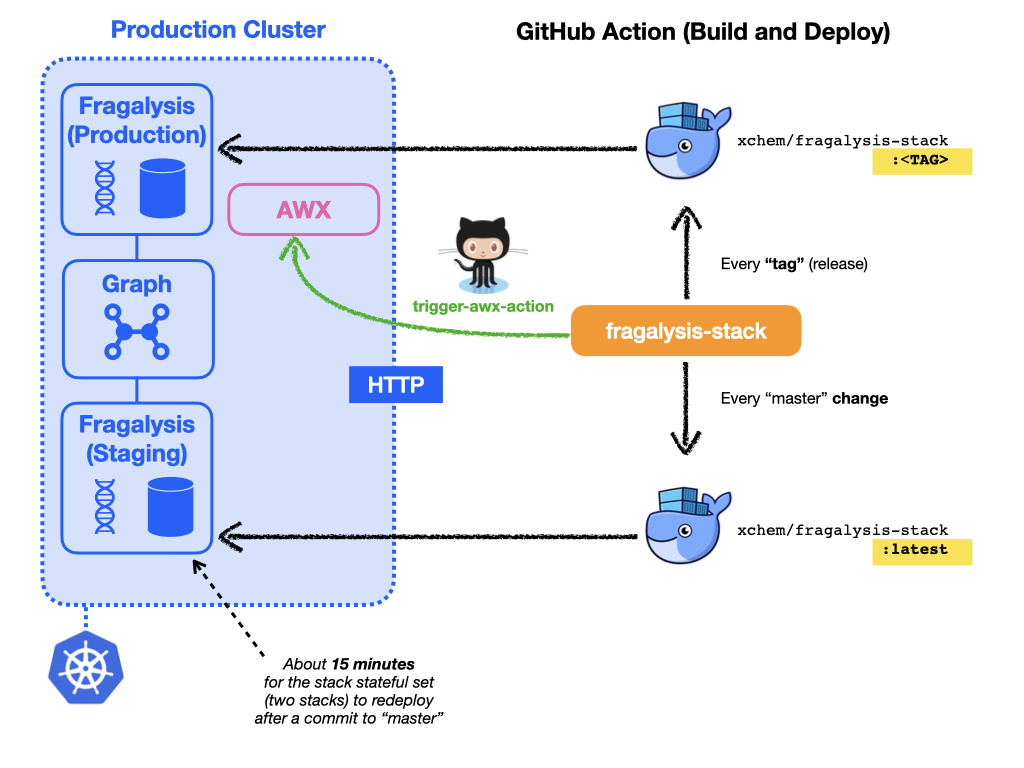 Production Cluster
GitHub Action (Build and Deploy)
Fragalysis
(Production)
xchem/fragalysis-stack
:<TAG>
AWX
trigger-awx-action
Every “tag” (release)
Graph
fragalysis-stack
HTTP
Every “master” change
Fragalysis
(Staging)
xchem/fragalysis-stack
:latest
About 15 minutes
for the stack stateful set
(two stacks) to redeploy
after a commit to “master”